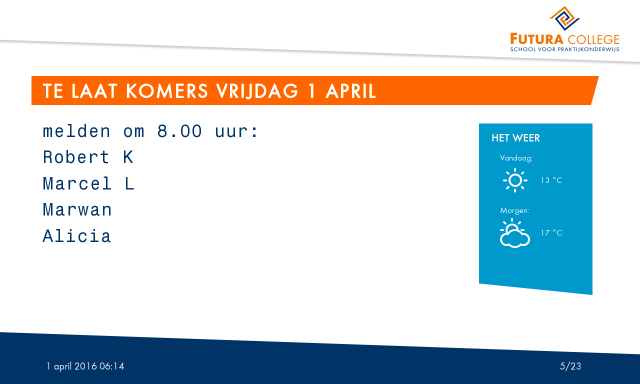 FUTURA COLLEGE
SCHOOL VOOR PRAKTIJKONDERWIJS
TE LAAT KOMERS VRIJDAG 1 APRIL
melden om 8.00 uur:
Robert K
Marcel L
Marwan
Alicia
HET WEER
Vandaag:
13 °C
Morgen:
17 °C
1 april 2016 06:14
5/23